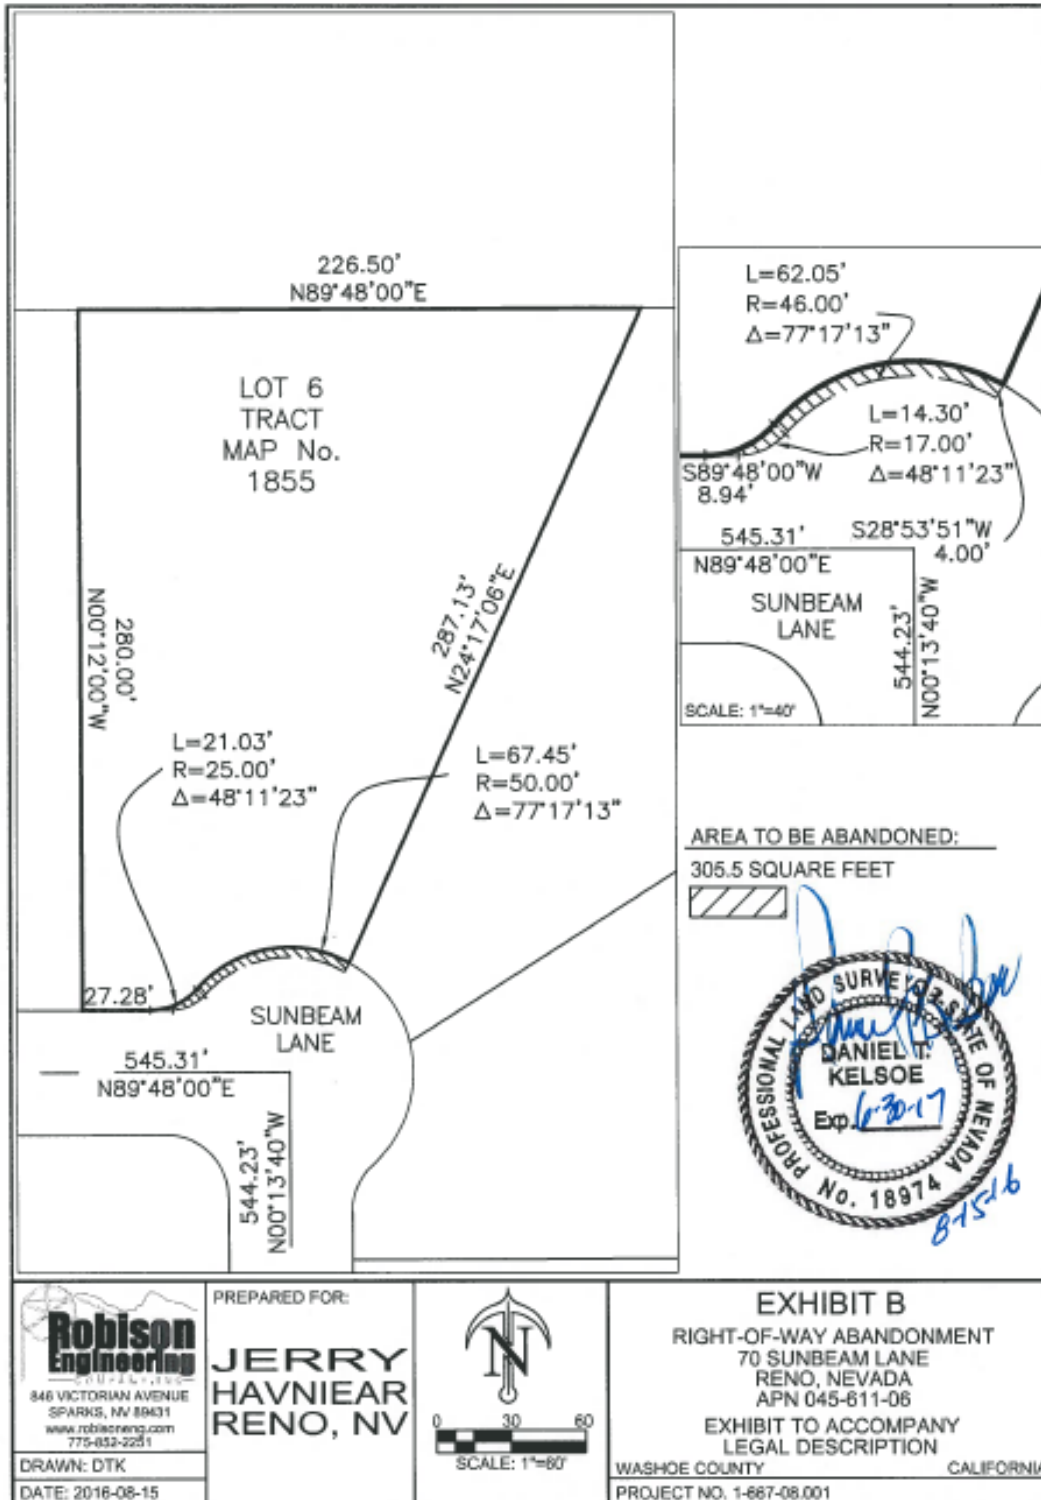 226.50'
N89°48'00"E
LOT 6
TRACT
MAP No.
1855
280.00'
N00°12'00"W
287.13'
N24°17'06"E
L=21.03'
R=25.00'
Δ=48°11'23"
L=67.45'
R=50.00'
Δ=77°17'13"
27.28'
SUNBEAM
LANE
545.31'
N89°48'00"E
544.23'
N00°13'40"W
L=62.05'
R=46.00'
Δ=77°17'13"
L=14.30'
R=17.00'
Δ=48°11'23"
S89°48'00"W
8.94'
S28°53'51"W
4.00'
545.31'
N89°48'00"E
SUNBEAM
LANE
544.23'
N00°13'40"W
SCALE: 1"=40'
AREA TO BE ABANDONED:
305.5 SQUARE FEET
PROFESSIONAL LAND SURVEYOR-STATE OF NEVADA
DANIEL T.
KELSOE
Exp. 6-30-17
No. 18974
8-15-16
Robison
Engineering
COMPANY, INC
846 VICTORIAN AVENUE
SPARKS, NV 89431
www.robisoneng.com
775-852-2251
DRAWN: DTK
DATE: 2016-08-15
PREPARED FOR:
JERRY
HAVNIEAR
RENO, NV
N
0 30 60
SCALE: 1"=60'
EXHIBIT B
RIGHT-OF-WAY ABANDONMENT
70 SUNBEAM LANE
RENO, NEVADA
APN 045-611-06
EXHIBIT TO ACCOMPANY
LEGAL DESCRIPTION
WASHOE COUNTY CALIFORNIA
PROJECT NO. 1-667-08.001